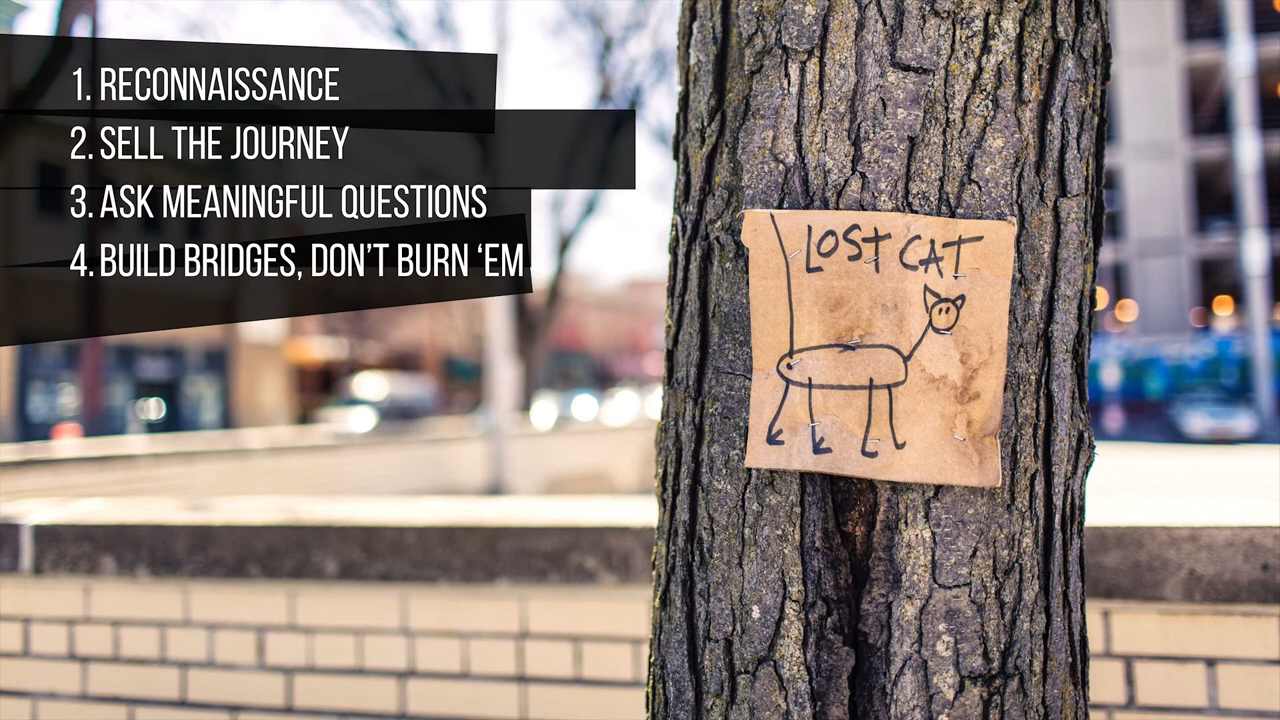 1. RECONNAISSANCE
2. SELL THE JOURNEY
3. ASK MEANINGFUL QUESTIONS
4. BUILD BRIDGES, DON’T BURN ‘EM
LOST CAT